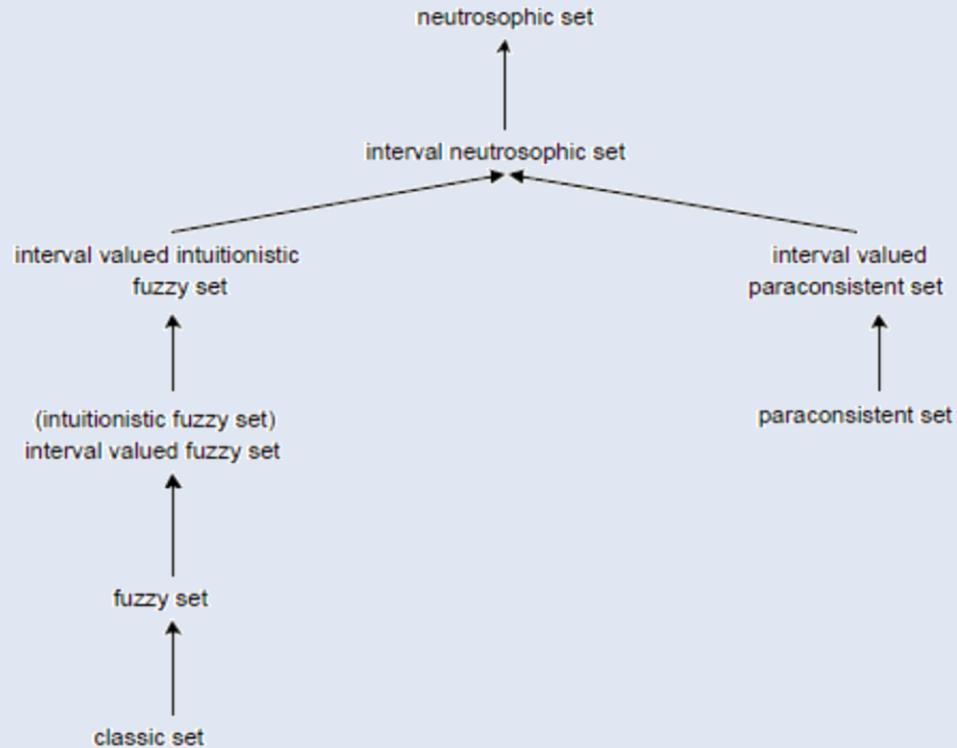 neutrosophic set
interval neutrosophic set
interval valued intuitionistic
fuzzy set
interval valued
paraconsistent set
(intuitionistic fuzzy set)
interval valued fuzzy set
paraconsistent set
fuzzy set
classic set